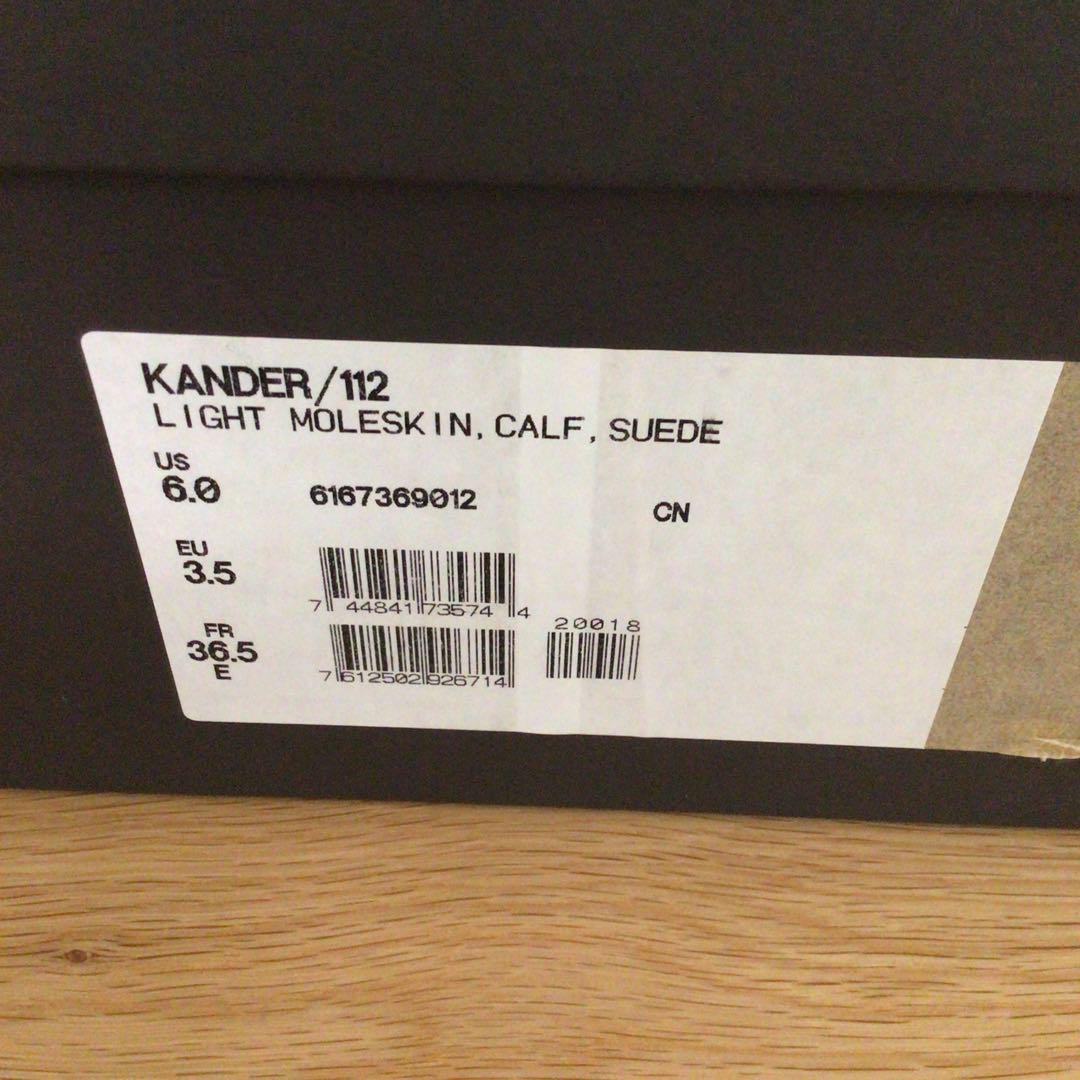 KANDER/112
LIGHT MOLESKIN, CALF, SUEDE
US
6.0
6167369012
CN
EU
3.5
7 44841 73574 4
20018
FR
36.5
E
7 612502 926714